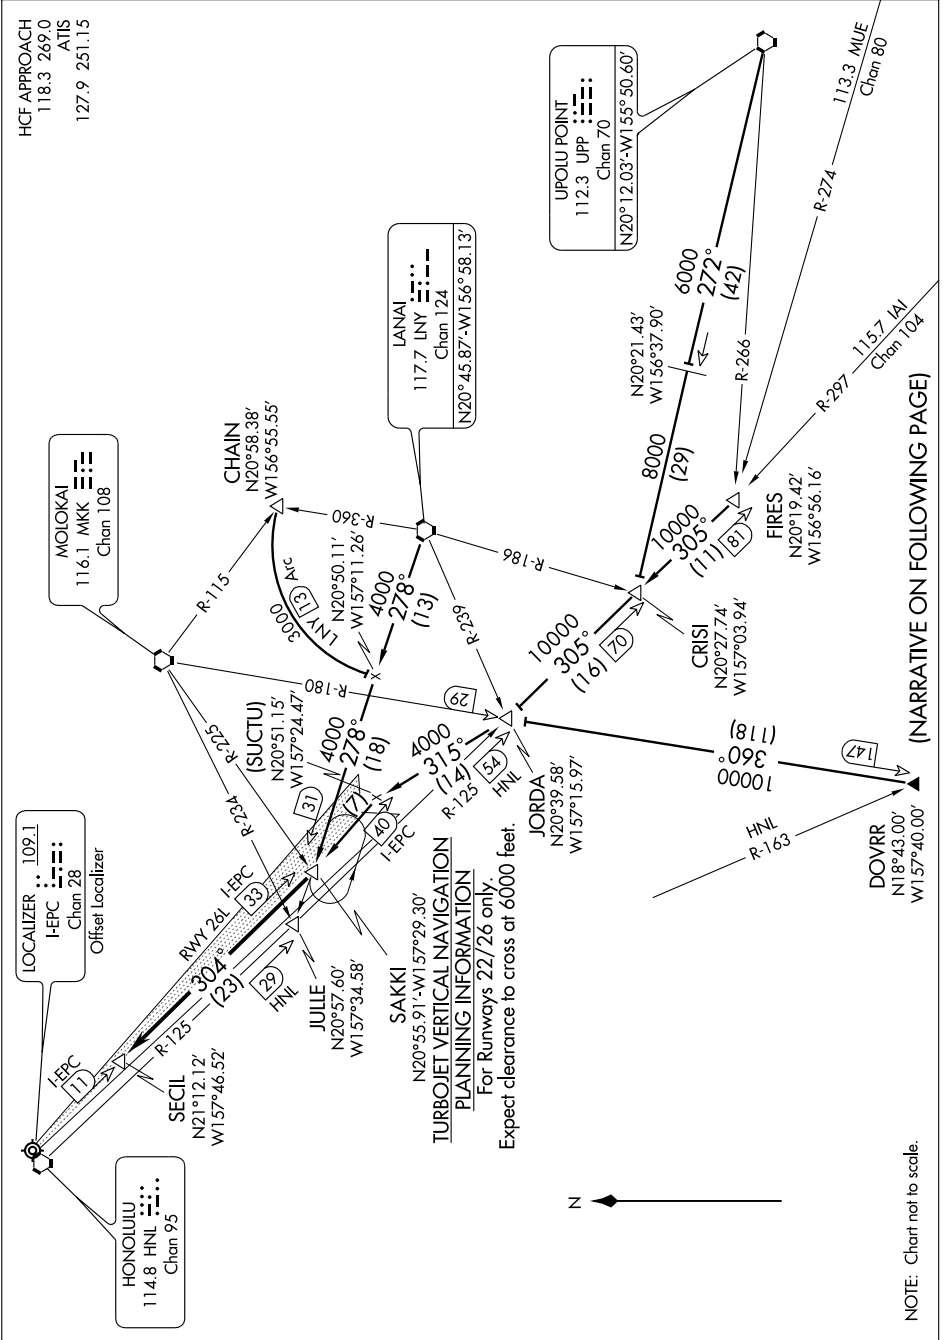 HCF APPROACH
118.3 269.0
ATIS
127.9 251.15
LOCALIZER 109.1
I-EPC
Chan 28
Offset Localizer
HONOLULU
114.8 HNL
Chan 95
MOLOKAI
116.1 MKK
Chan 108
LANAI
117.7 LNY
Chan 124
N20°45.87'-W156°58.13'
UPOLU POINT
112.3 UPP
Chan 70
N20°12.03'-W155°50.60'
CHAIN
N20°58.38'
W156°55.55'
R-115
R-360
3000
LNY 13 Arc
N20°50.11'
W157°11.26'
4000
278°
(13)
R-186
R-239
R-180
R-225
R-234
(SUCTU)
N20°51.15'
W157°24.47'
4000
278°
(18)
31
(7)
40
I-EPC
29
4000
315°
(14)
R-125
54
HNL
I-EPC
33
RWY 26L
304°
(23)
29
HNL
R-125
I-EPC
11
SECIL
N21°12.12'
W157°46.52'
JULLE
N20°57.60'
W157°34.58'
SAKKI
N20°55.91'-W157°29.30'
JORDA
N20°39.58'
W157°15.97'
10000
305°
(16)
70
CRISI
N20°27.74'
W157°03.94'
10000
305°
(11)
81
FIRES
N20°19.42'
W156°56.16'
8000
(29)
N20°21.43'
W156°37.90'
6000
272°
(42)
R-266
R-274
113.3 MUE
Chan 80
R-297
115.7 IAI
Chan 104
10000
360°
(118)
147
HNL
R-163
DOVRR
N18°43.00'
W157°40.00'
TURBOJET VERTICAL NAVIGATION
PLANNING INFORMATION
For Runways 22/26 only.
Expect clearance to cross at 6000 feet.
N
(NARRATIVE ON FOLLOWING PAGE)
NOTE: Chart not to scale.